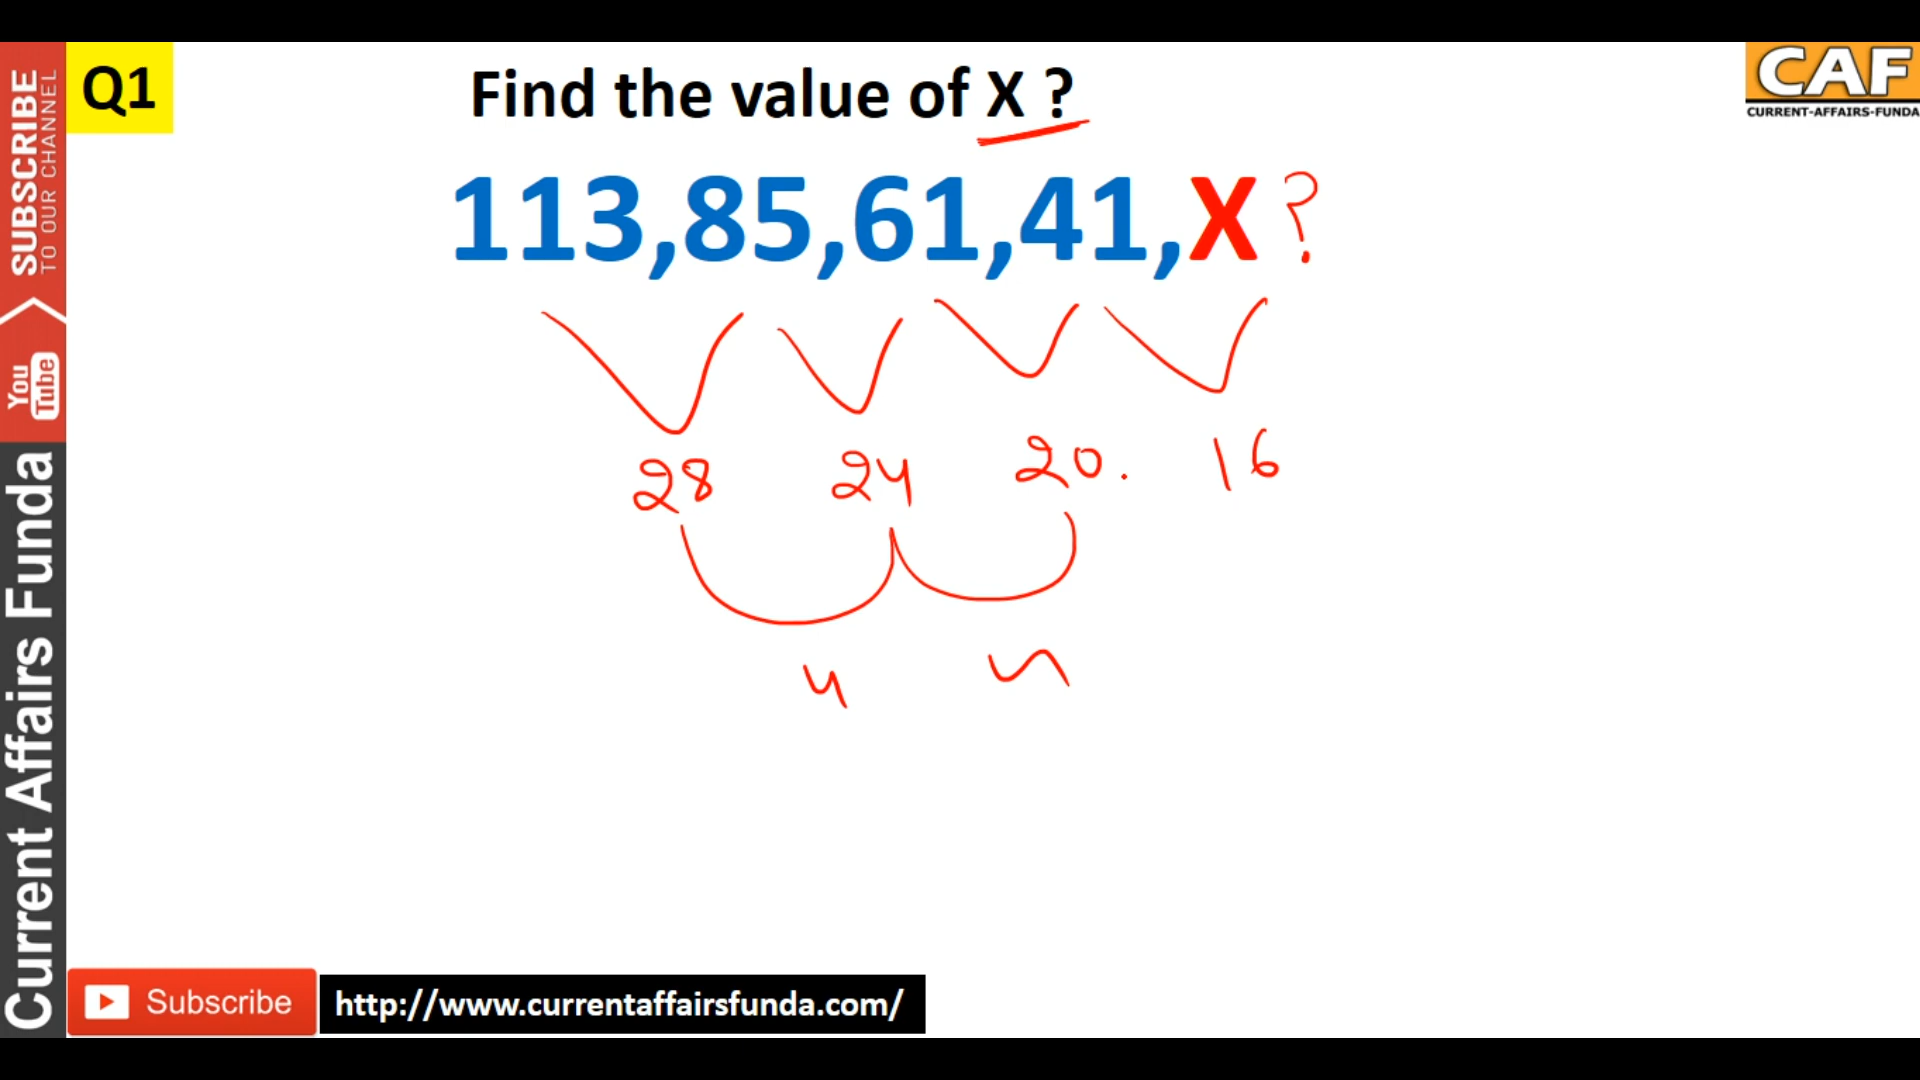 Q1
Find the value of X ?
CAF
CURRENT-AFFAIRS-FUNDA
113,85,61,41,X?
28 24 20. 16
4 4
SUBSCRIBE
TO OUR CHANNEL
You
Tube
Current Affairs Funda
Subscribe
http://www.currentaffairsfunda.com/